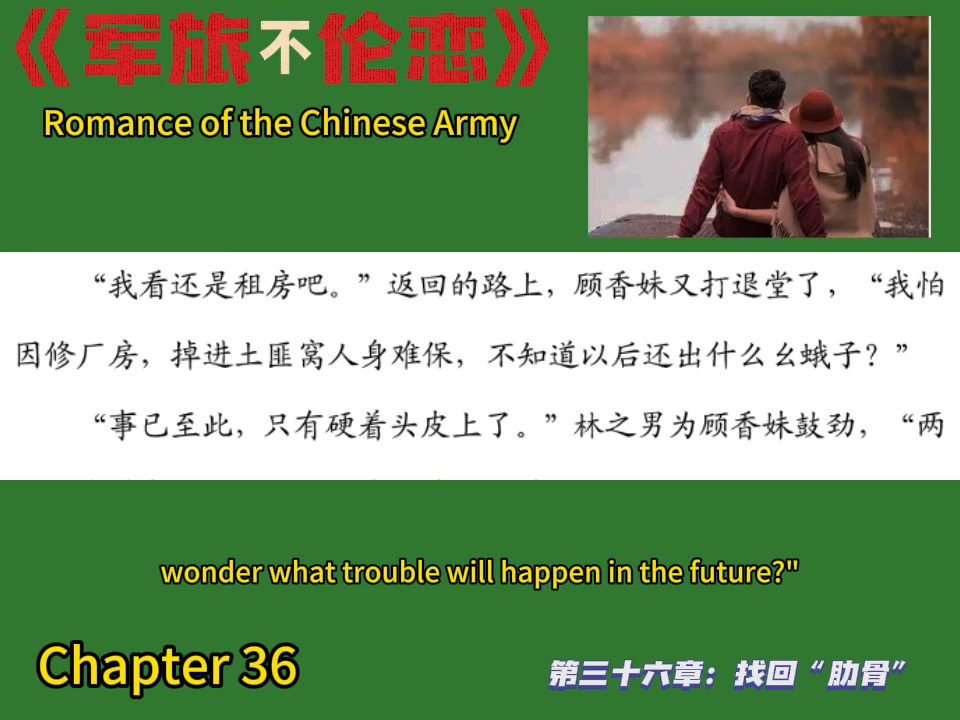 《军旅不伦恋》
Romance of the Chinese Army
“我看还是租房吧。”返回的路上，顾香妹又打退堂了，“我怕
因修厂房，掉进土匪窝人身难保，不知道以后还出什么幺蛾子？”
“事已至此，只有硬着头皮上了。”林之男为顾香妹鼓劲，“两
wonder what trouble will happen in the future?"
Chapter 36
第三十六章：找回“肋骨”